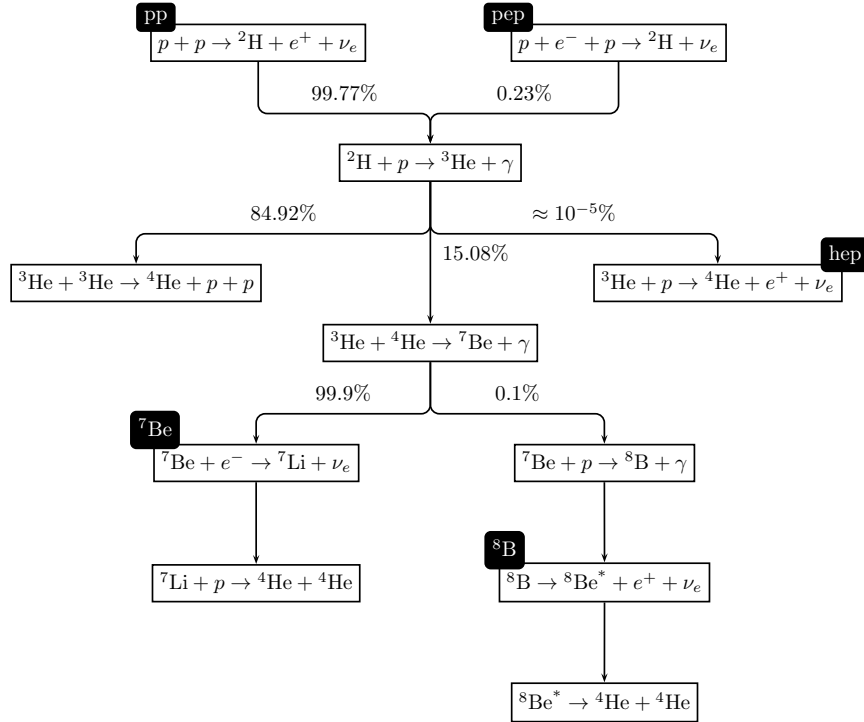 pp
pep
p + p → ²H + e⁺ + νₑ
p + e⁻ + p → ²H + νₑ
99.77%
0.23%
²H + p → ³He + γ
84.92%
≈ 10⁻⁵%
15.08%
hep
³He + ³He → ⁴He + p + p
³He + p → ⁴He + e⁺ + νₑ
³He + ⁴He → ⁷Be + γ
99.9%
0.1%
⁷Be
⁷Be + e⁻ → ⁷Li + νₑ
⁷Be + p → ⁸B + γ
⁸B
⁷Li + p → ⁴He + ⁴He
⁸B → ⁸Be* + e⁺ + νₑ
⁸Be* → ⁴He + ⁴He